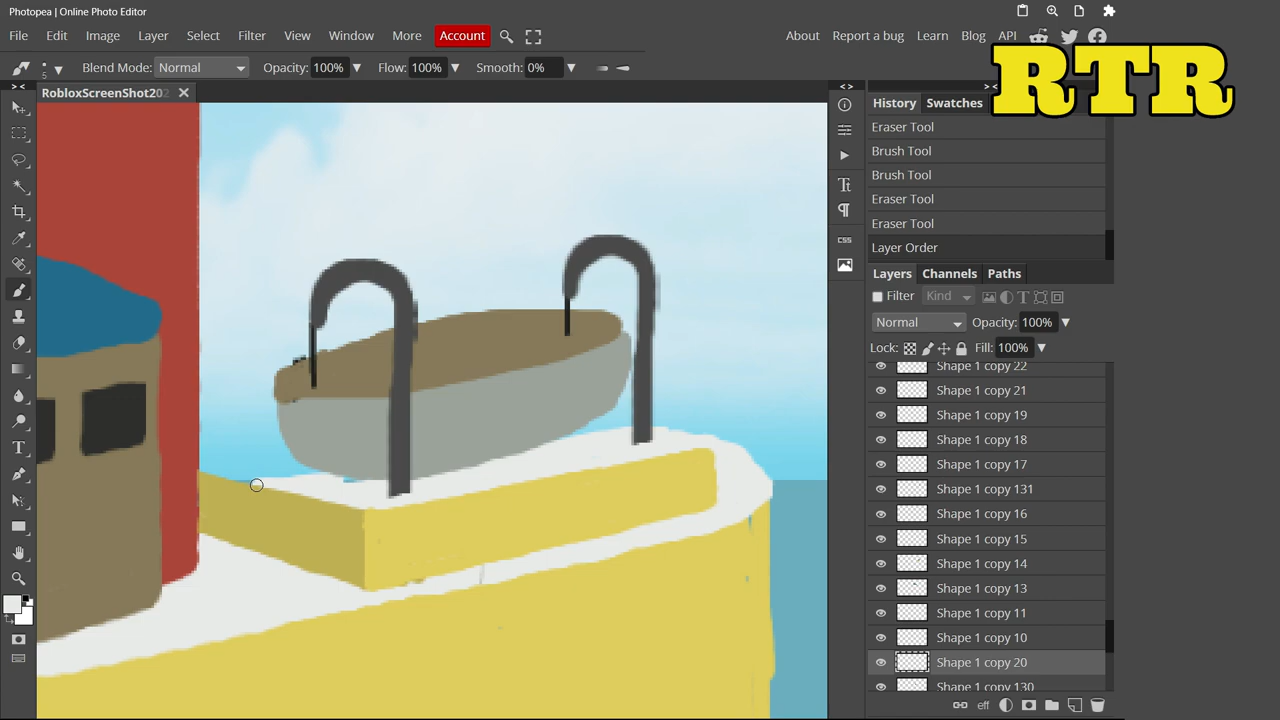 Photopea | Online Photo Editor
File Edit Image Layer Select Filter View Window More Account
About Report a bug Learn Blog API
RTR
5 Blend Mode: Normal Opacity: 100% Flow: 100% Smooth: 0%
RobloxScreenShot202
History Swatches
Eraser Tool
Brush Tool
Brush Tool
Eraser Tool
Eraser Tool
Layer Order
Layers Channels Paths
Filter Kind
Normal Opacity: 100%
Lock: Fill: 100%
Shape 1 copy 22
Shape 1 copy 21
Shape 1 copy 19
Shape 1 copy 18
Shape 1 copy 17
Shape 1 copy 131
Shape 1 copy 16
Shape 1 copy 15
Shape 1 copy 14
Shape 1 copy 13
Shape 1 copy 11
Shape 1 copy 10
Shape 1 copy 20
Shape 1 copy 130
CSS
eff